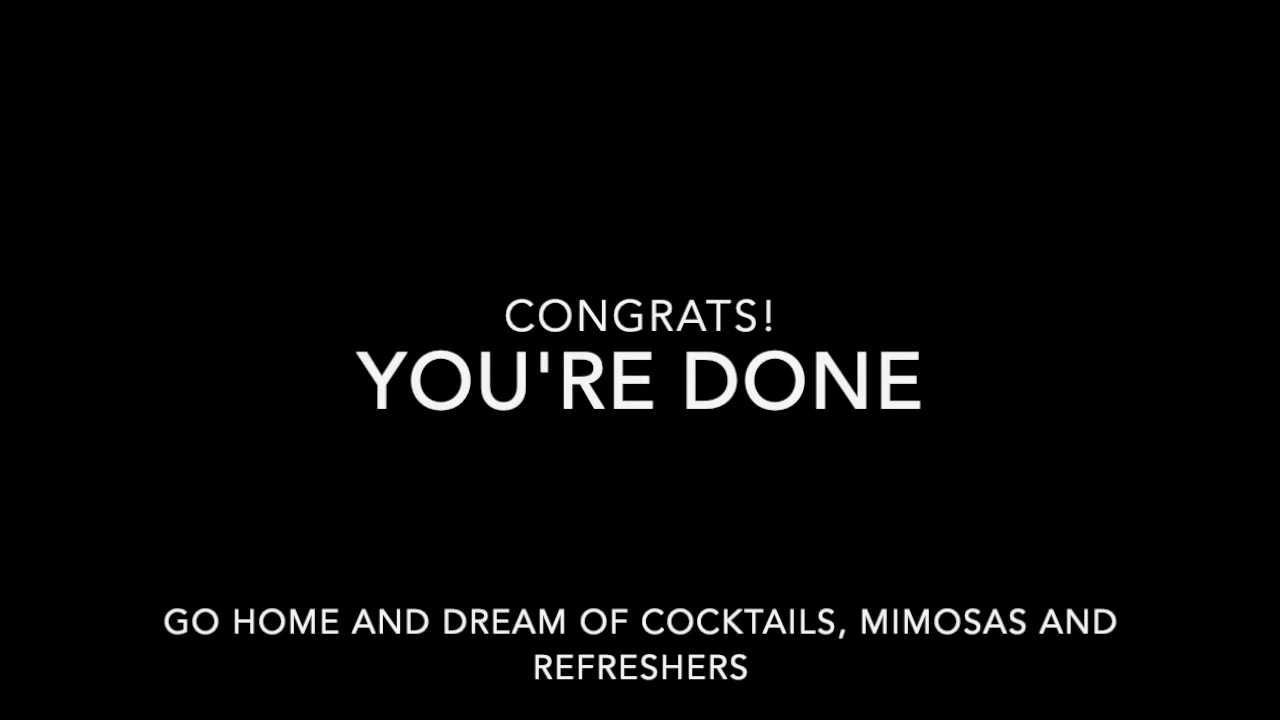 CONGRATS!
YOU'RE DONE
GO HOME AND DREAM OF COCKTAILS, MIMOSAS AND
REFRESHERS